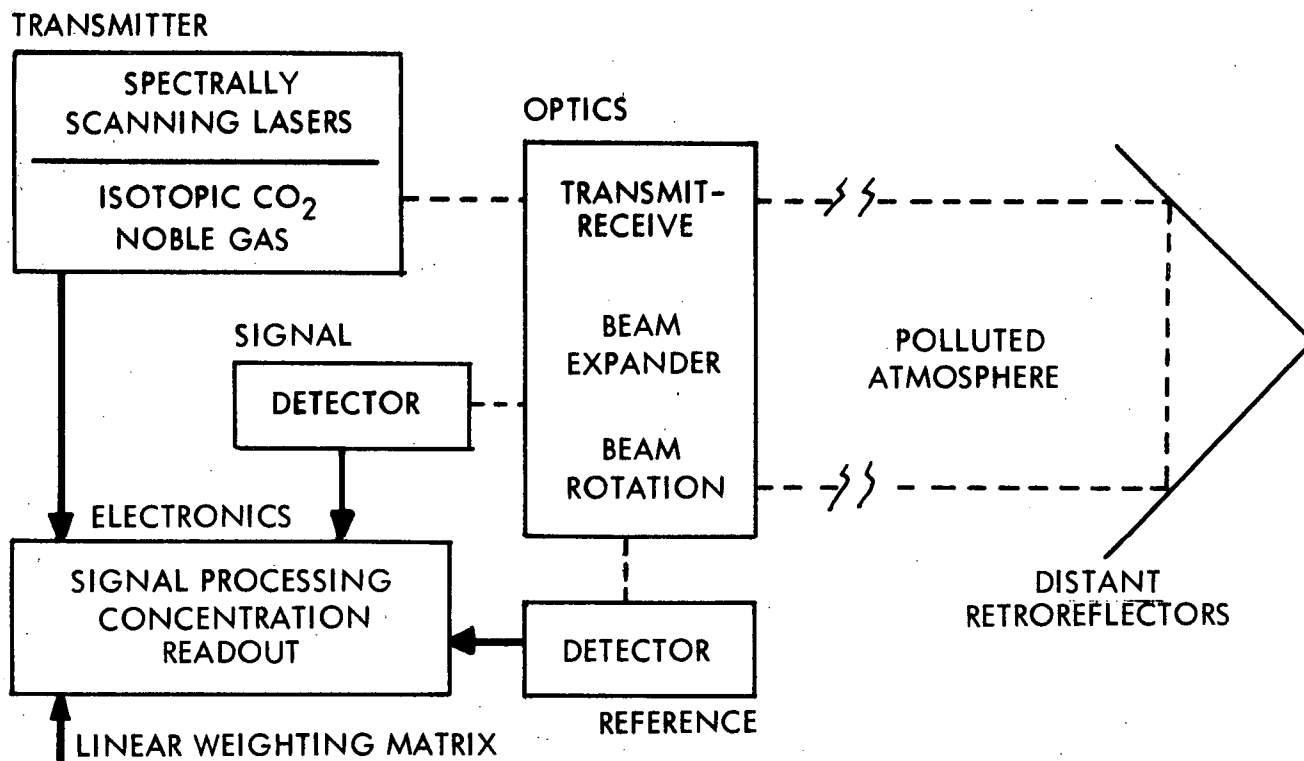 TRANSMITTER
SPECTRALLY
SCANNING LASERS
ISOTOPIC CO2
NOBLE GAS
OPTICS
TRANSMIT-
RECEIVE
BEAM
EXPANDER
BEAM
ROTATION
SIGNAL
DETECTOR
POLLUTED
ATMOSPHERE
DISTANT
RETROREFLECTORS
ELECTRONICS
SIGNAL PROCESSING
CONCENTRATION
READOUT
DETECTOR
REFERENCE
LINEAR WEIGHTING MATRIX